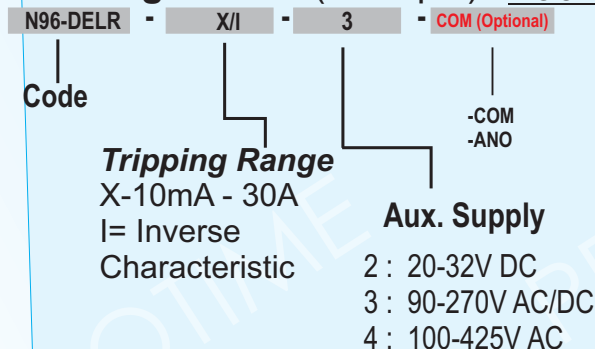 N96-DELR - X/I - 3 - COM (Optional)
Code
-COM
-ANO
Tripping Range
X-10mA - 30A
I= Inverse
Characteristic
Aux. Supply
2 : 20-32V DC
3 : 90-270V AC/DC
4 : 100-425V AC